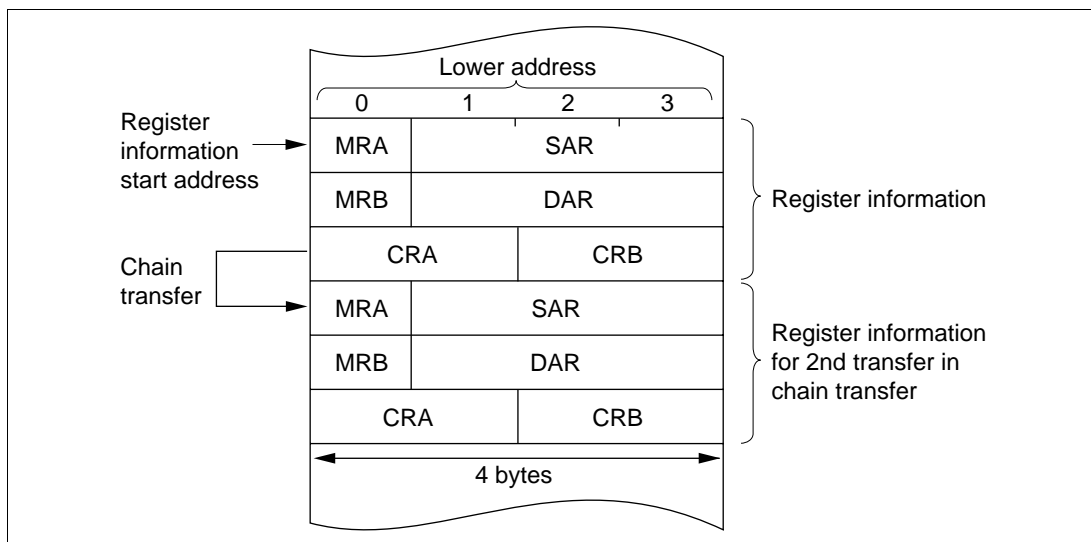 Lower address
0 1 2 3
Register
information
start address
MRA SAR
MRB DAR
Register information
CRA CRB
Chain
transfer
MRA SAR
MRB DAR
Register information
for 2nd transfer in
chain transfer
CRA CRB
4 bytes